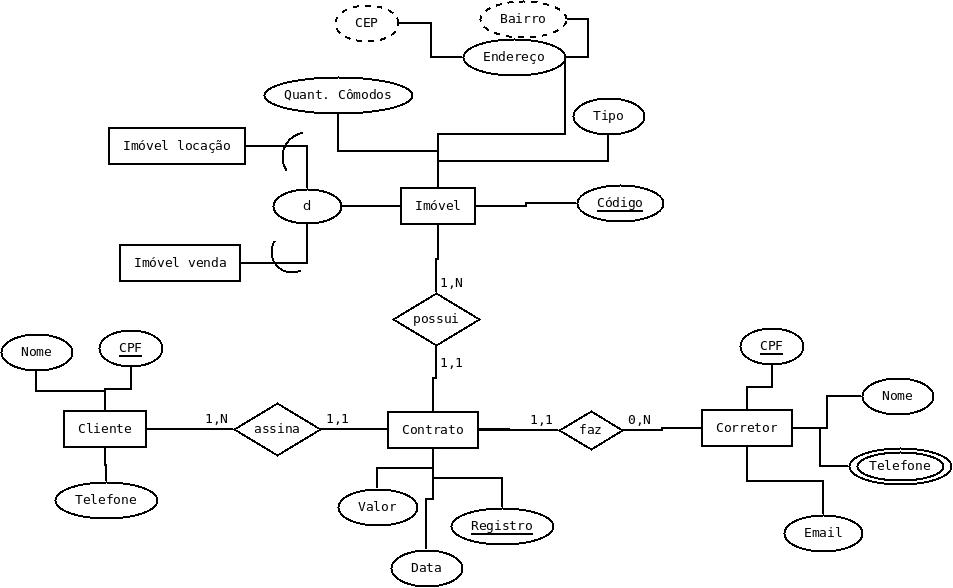 Bairro
CEP
Endereço
Quant. Cômodos
Tipo
Imóvel locação
d
Imóvel
Código
Imóvel venda
1,N
possui
1,1
Nome
CPF
CPF
Nome
1,N
1,1
1,1
0,N
Cliente
assina
Contrato
faz
Corretor
Telefone
Telefone
Valor
Registro
Email
Data